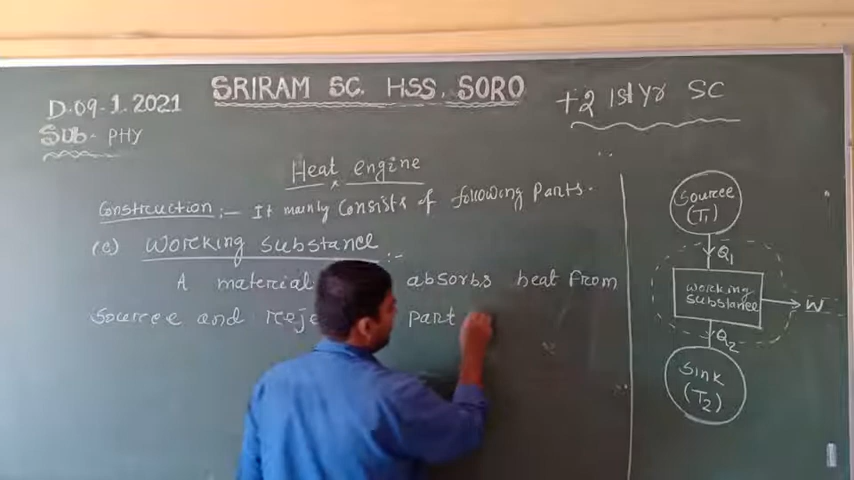 SRIRAM SC. HSS. SORO
D.09-1.2021
Sub- PHY
+2 1st Yr SC
Heat engine
Construction :- It mainly Consists of following Parts.
(c) Working Substance :-
A material absorbs heat from
Source and part
Source
(T1)
Q1
Working
Substance
W
Q2
Sink
(T2)